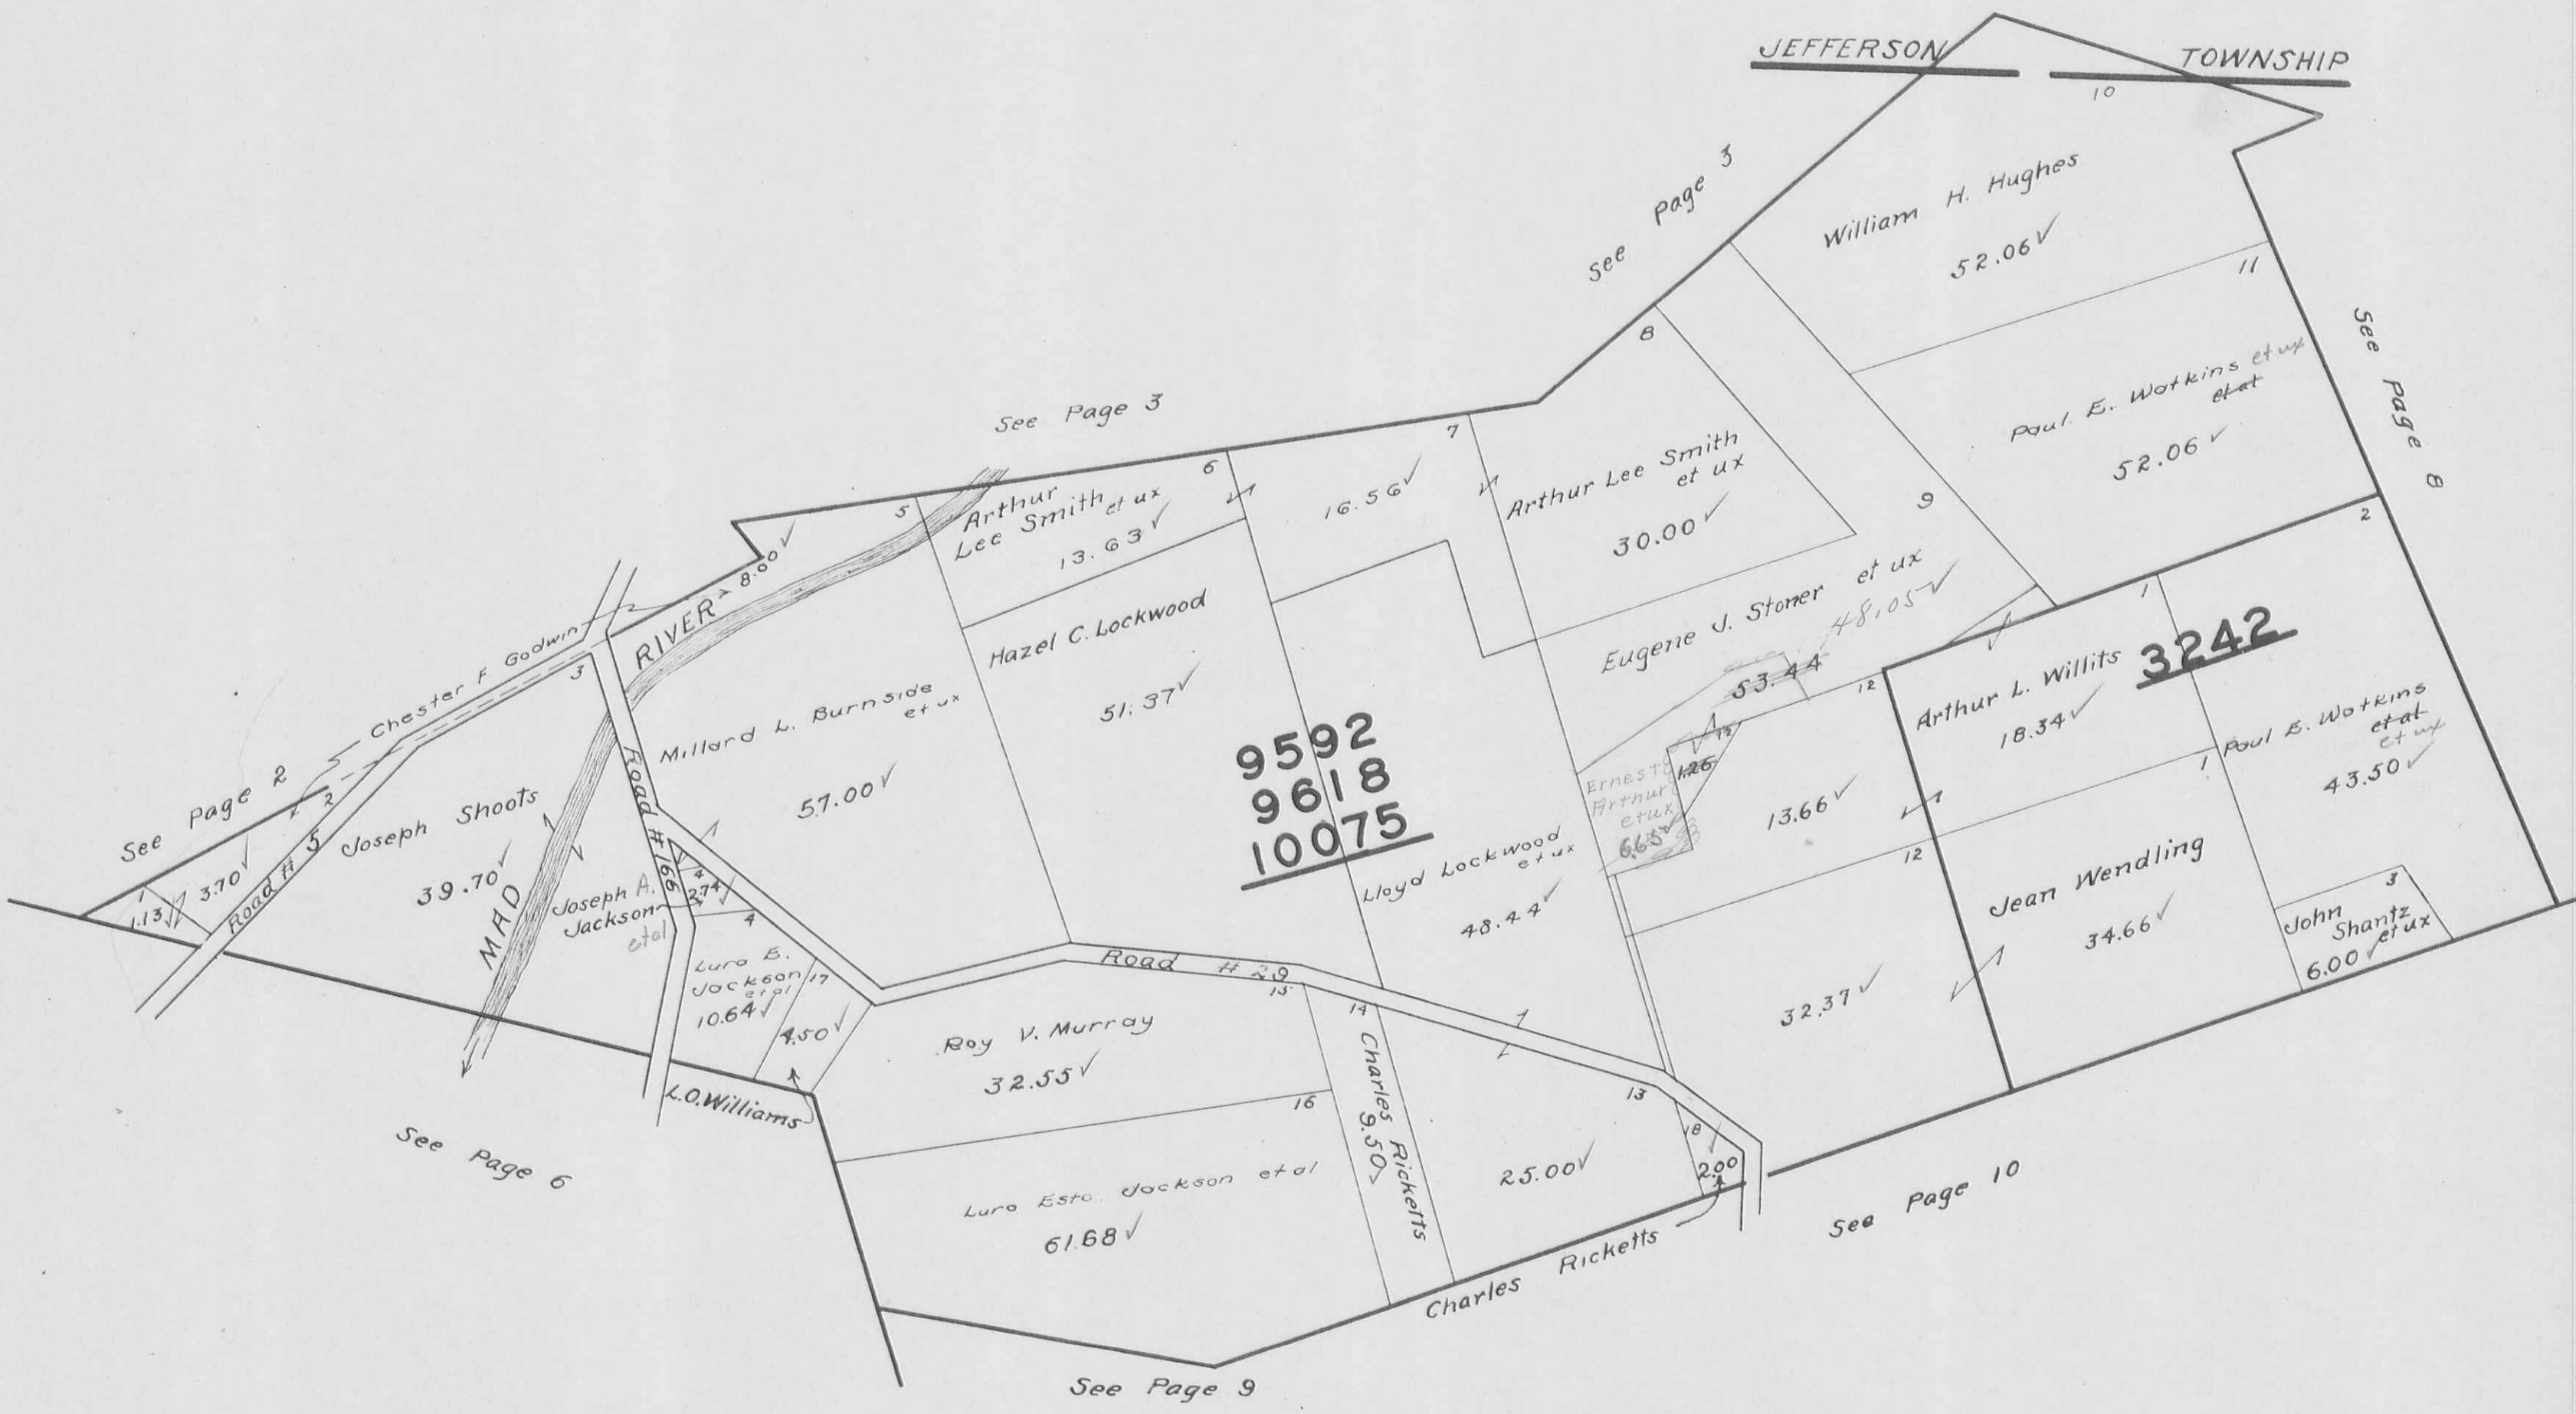 JEFFERSON TOWNSHIP
10
See Page 3
William H. Hughes
52.06✓
11
See Page 8
8
Paul E. Watkins et ux
et al
52.06✓
See Page 3
7
6
5
Arthur
Lee Smith et ux
13.63✓
16.56✓
Arthur Lee Smith
et ux
30.00✓
9
2
8.00✓
RIVER
Hazel C. Lockwood
51.37✓
Eugene J. Stoner et ux
48.05✓
53.44
12
1
Arthur L. Willits
18.34✓
3242
Paul E. Watkins
et al
et ux
43.50✓
Chester F. Godwin
2
3
Millard L. Burnside
et ux
57.00✓
9592
9618
10075
12
1.26
Ernest
Arthur
et ux
6.65✓
13.66✓
1
See Page 2
2
Joseph Shoots
39.70✓
Road # 166
Lloyd Lockwood
et ux
48.44✓
12
Jean Wendling
34.66✓
3
John
Shantz
et ux
6.00✓
1
1.13
3.70✓
Road # 5
MAD
Joseph A.
Jackson
et al
4
2.74✓
4
Lura E.
Jackson
et al
10.64✓
17
4.50✓
Road # 29
15
14
32.37✓
Roy V. Murray
32.55✓
Charles Ricketts
9.50✓
13
18
L.O. Williams
16
25.00✓
2.00
See Page 6
Lura Esta Jackson et al
61.68✓
See Page 10
Charles Ricketts
See Page 9